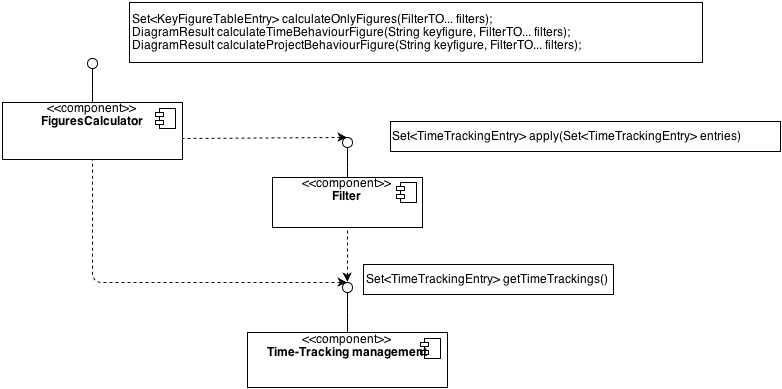 Set<KeyFigureTableEntry> calculateOnlyFigures(FilterTO... filters);
DiagramResult calculateTimeBehaviourFigure(String keyfigure, FilterTO... filters);
DiagramResult calculateProjectBehaviourFigure(String keyfigure, FilterTO... filters);
<<component>>
FiguresCalculator
Set<TimeTrackingEntry> apply(Set<TimeTrackingEntry> entries)
<<component>>
Filter
Set<TimeTrackingEntry> getTimeTrackings()
<<component>>
Time-Tracking management